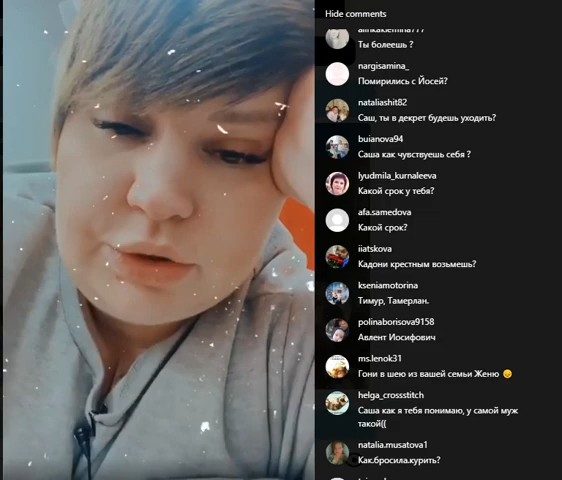 Hide comments
alinkaklemina777
Ты болеешь ?
nargisamina_
Помирились с Йосей?
nataliashit82
Саш, ты в декрет будешь уходить?
buianova94
Саша как чувствуешь себя ?
lyudmila_kurnaleeva
Какой срок у тебя?
afa.samedova
Какой срок?
iiatskova
Кадони крестным возьмешь?
kseniamotorina
Тимур, Тамерлан.
polinaborisova9158
Авлент Иосифович
ms.lenok31
Гони в шею из вашей семьи Женю 😊
helga_crossstitch
Саша как я тебя понимаю, у самой муж
такой((
natalia.musatova1
Как.бросила.курить?